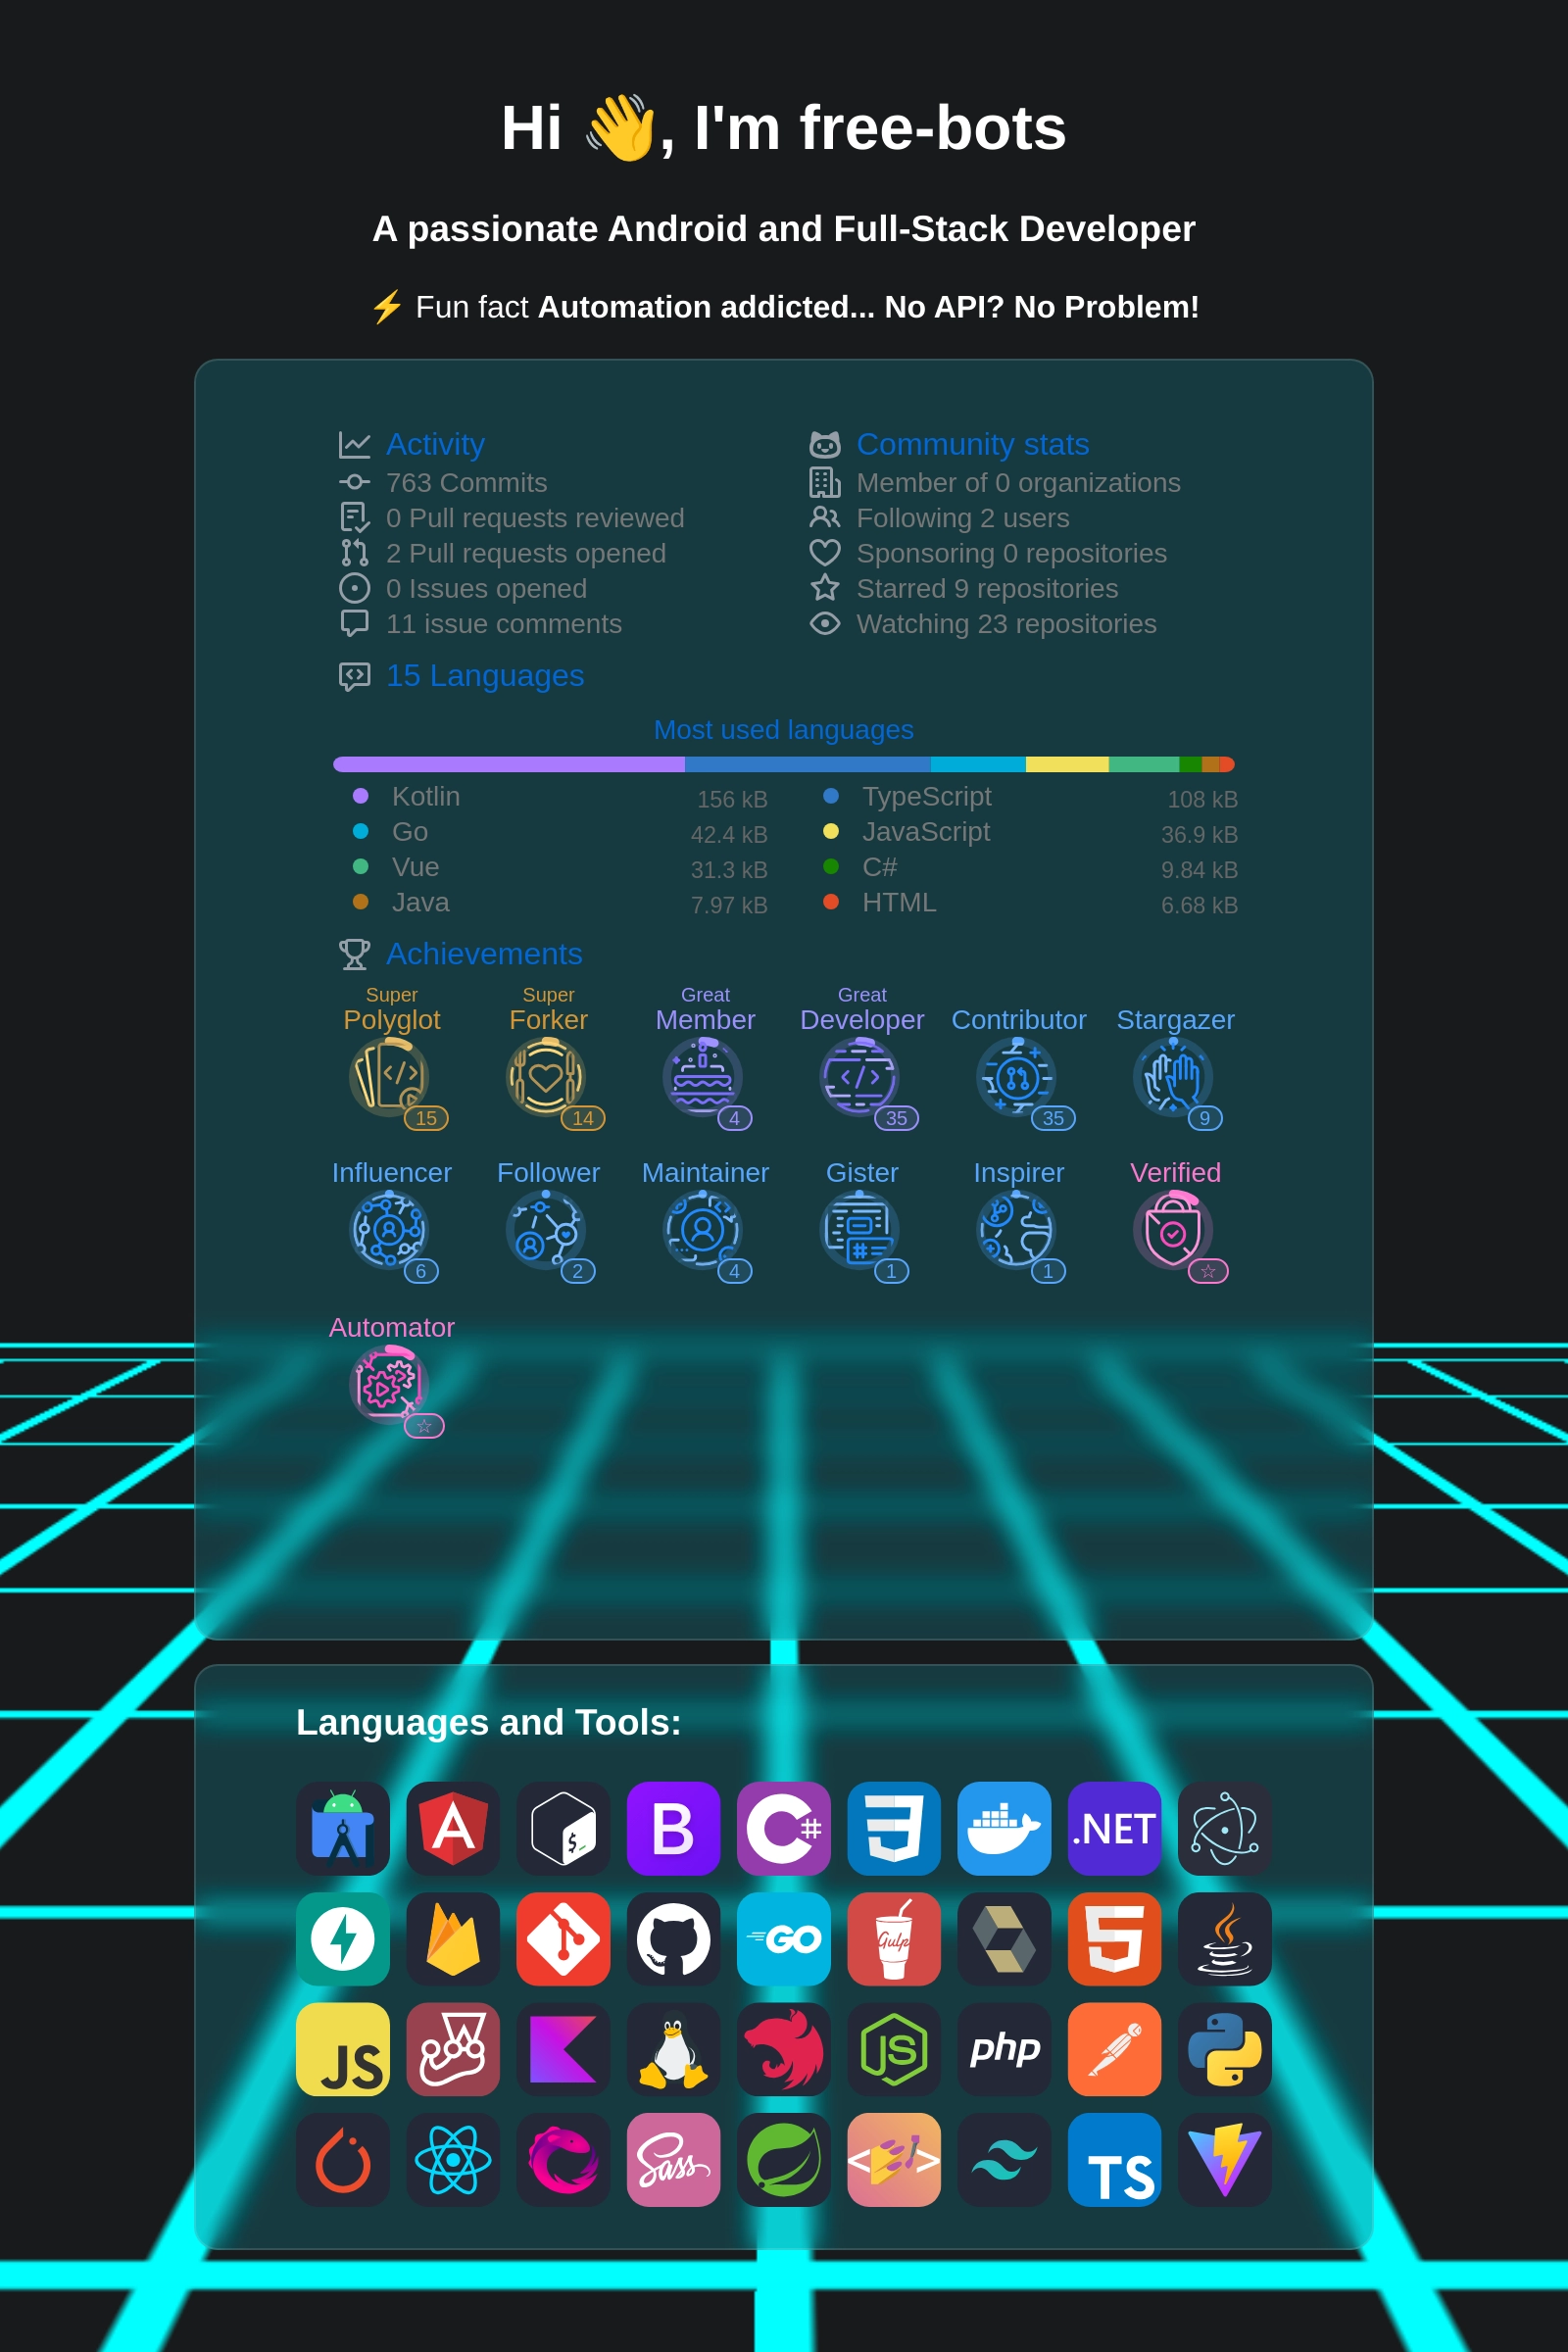 Hi 👋, I'm free-bots
A passionate Android and Full-Stack Developer
⚡ Fun fact Automation addicted... No API? No Problem!
Activity
763 Commits
0 Pull requests reviewed
2 Pull requests opened
0 Issues opened
11 issue comments
Community stats
Member of 0 organizations
Following 2 users
Sponsoring 0 repositories
Starred 9 repositories
Watching 23 repositories
15 Languages
Most used languages
Kotlin 156 kB
TypeScript 108 kB
Go 42.4 kB
JavaScript 36.9 kB
Vue 31.3 kB
C# 9.84 kB
Java 7.97 kB
HTML 6.68 kB
Achievements
Super Super Great Great
Polyglot Forker Member Developer Contributor Stargazer
15 14 4 35 35 9
Influencer Follower Maintainer Gister Inspirer Verified
6 2 4 1 1 ☆
Automator
☆
Languages and Tools:
A $ B C# 3 .NET
GO Gulp 5
JS JS php
Sass < > TS